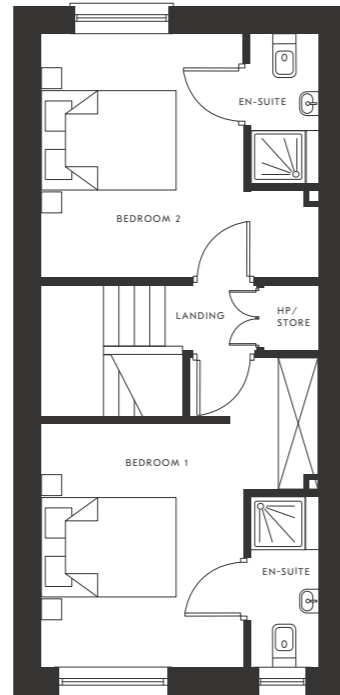 EN-SUITE
BEDROOM 2
LANDING
HP/
STORE
BEDROOM 1
EN-SUITE